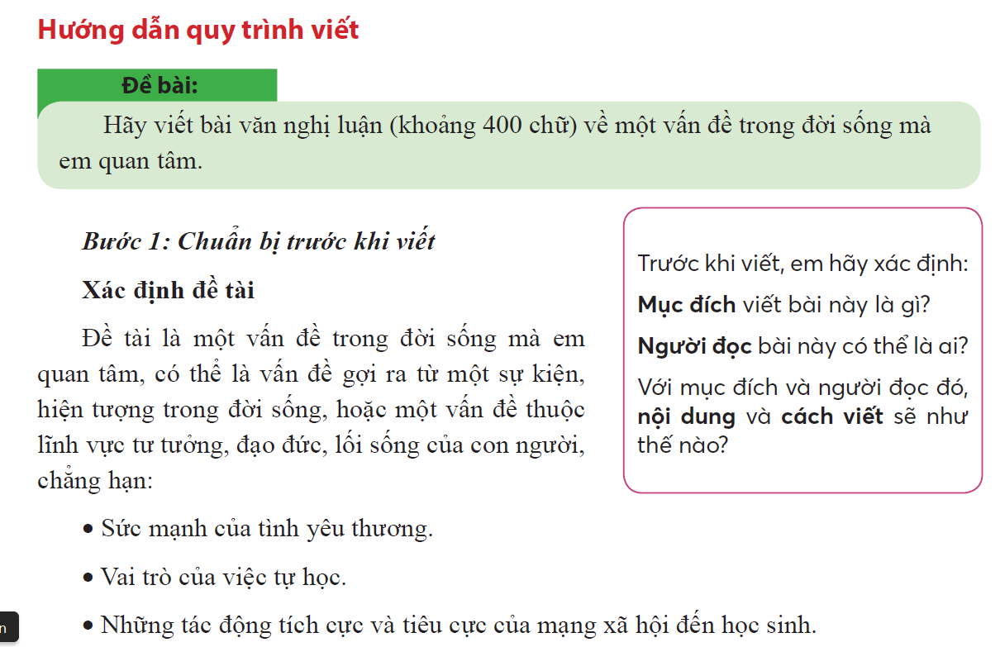 Hướng dẫn quy trình viết
Đề bài:
Hãy viết bài văn nghị luận (khoảng 400 chữ) về một vấn đề trong đời sống mà
em quan tâm.
Bước 1: Chuẩn bị trước khi viết
Xác định đề tài
Đề tài là một vấn đề trong đời sống mà em
quan tâm, có thể là vấn đề gợi ra từ một sự kiện,
hiện tượng trong đời sống, hoặc một vấn đề thuộc
lĩnh vực tư tưởng, đạo đức, lối sống của con người,
chẳng hạn:
• Sức mạnh của tình yêu thương.
• Vai trò của việc tự học.
• Những tác động tích cực và tiêu cực của mạng xã hội đến học sinh.
Trước khi viết, em hãy xác định:
Mục đích viết bài này là gì?
Người đọc bài này có thể là ai?
Với mục đích và người đọc đó,
nội dung và cách viết sẽ như
thế nào?
n